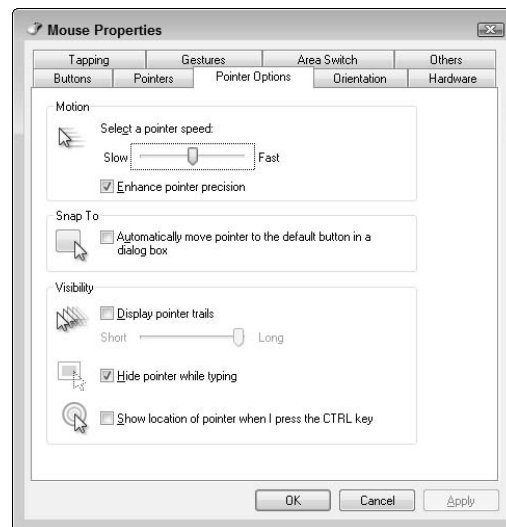 Mouse Properties
Tapping Gestures Area Switch Others
Buttons Pointers Pointer Options Orientation Hardware
Motion
Select a pointer speed:
Slow Fast
Enhance pointer precision
Snap To
Automatically move pointer to the default button in a
dialog box
Visibility
Display pointer trails
Short Long
Hide pointer while typing
Show location of pointer when I press the CTRL key
OK Cancel Apply